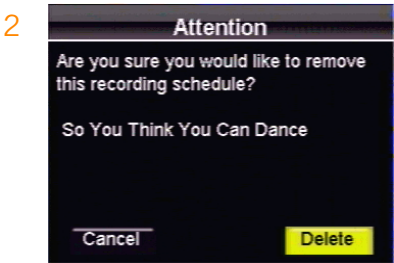 2
Attention
Are you sure you would like to remove
this recording schedule?
So You Think You Can Dance
Cancel
Delete